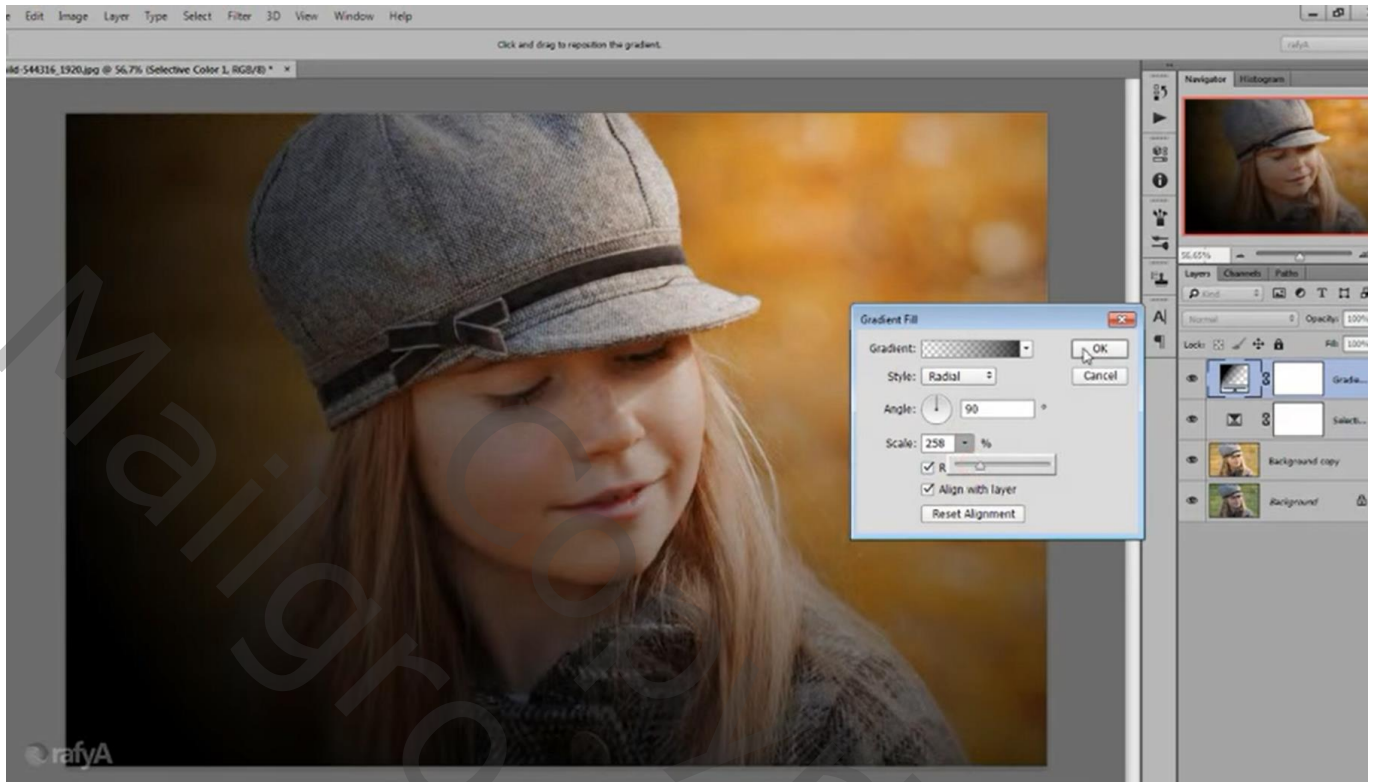 Edit Image Layer Type Select Filter 3D View Window Help
Click and drag to reposition the gradient.
rafyA
ild-544316_1920.jpg @ 56,7% (Selective Color 1, RGB/8) * ×
Navigator Histogram
56,65%
Layers Channels Paths
Kind
Normal Opacity: 100%
Lock: Fill: 100%
Gradie...
Selecti...
Background copy
Background
Gradient Fill
Gradient: OK
Style: Radial Cancel
Angle: 90 °
Scale: 258 %
R
Align with layer
Reset Alignment
rafyA